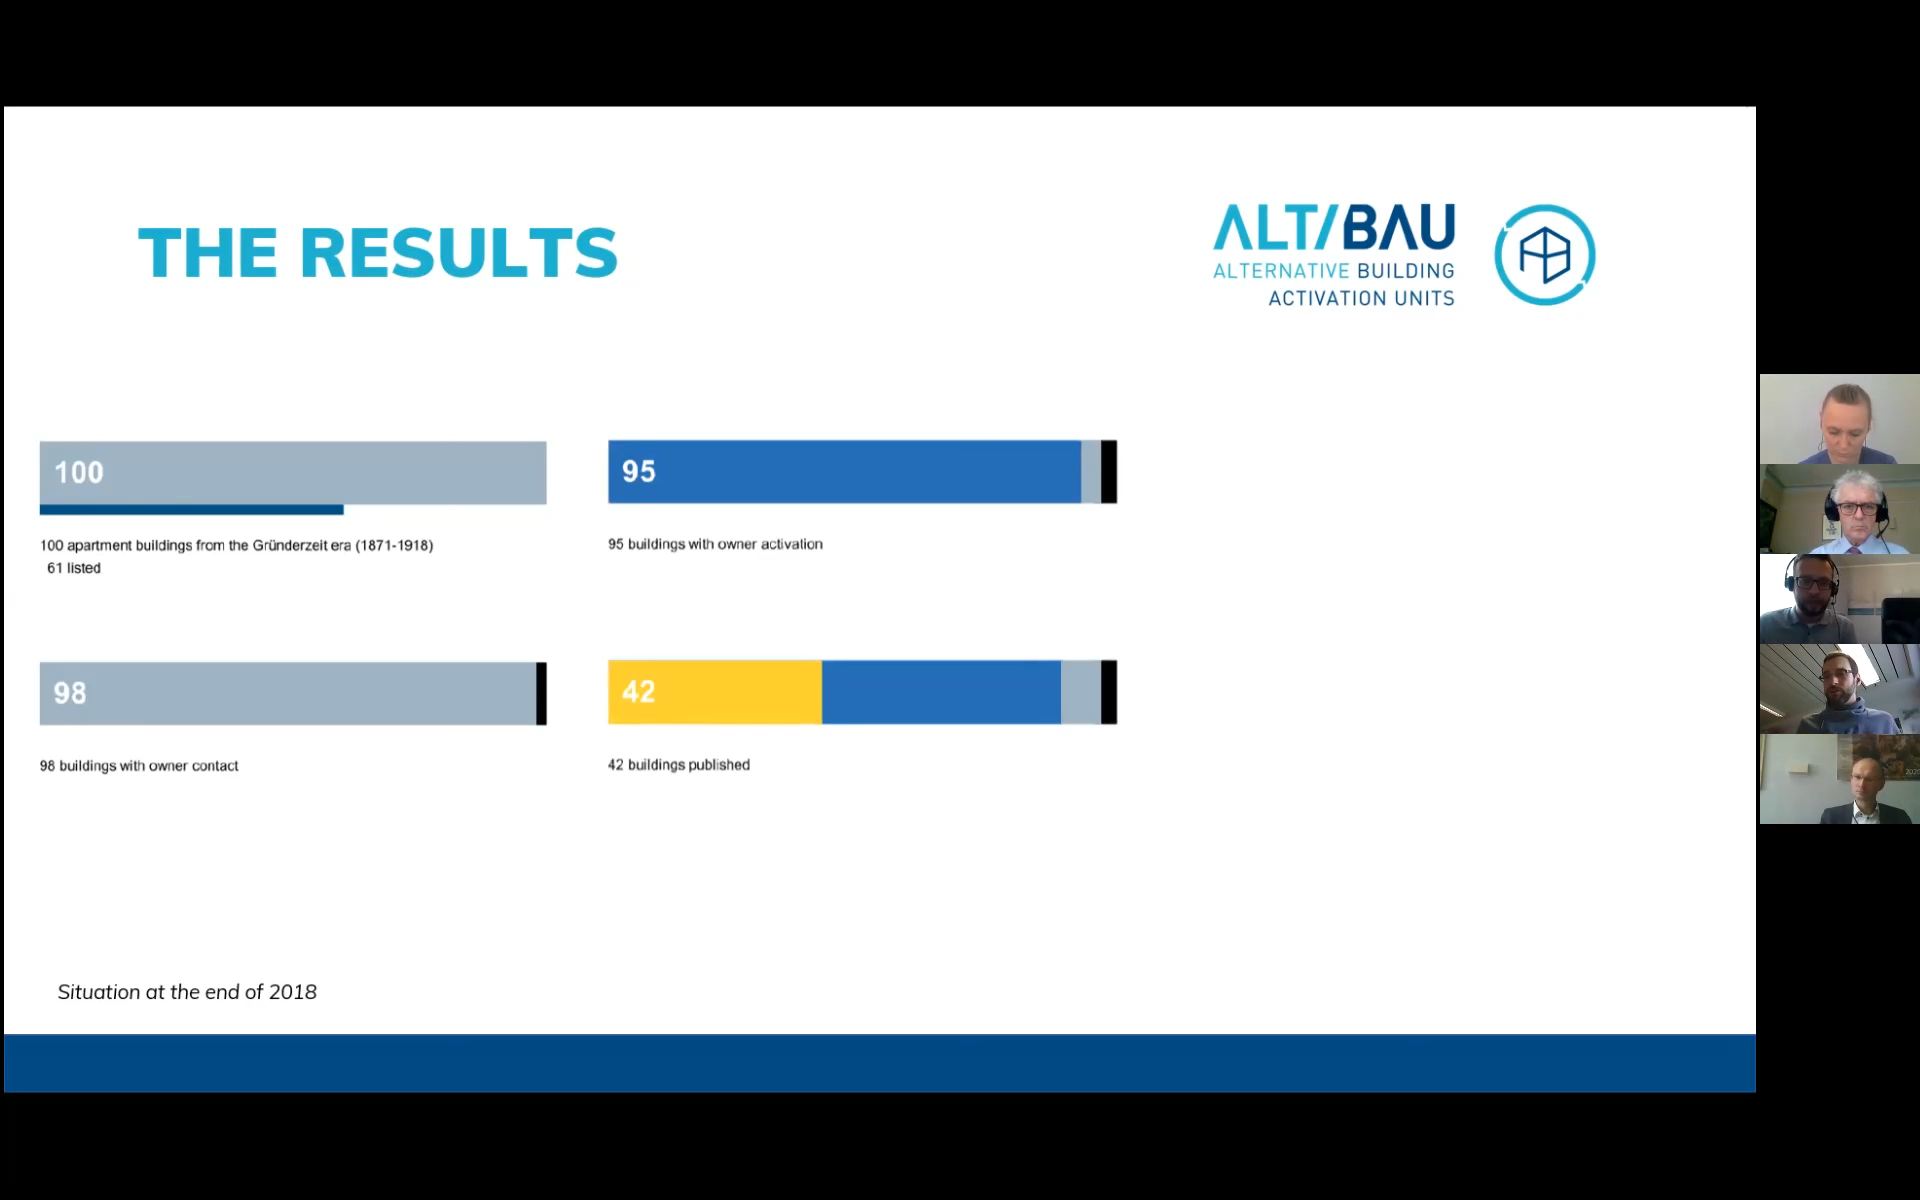 THE RESULTS
ALT/BAU
ALTERNATIVE BUILDING
ACTIVATION UNITS
100
100 apartment buildings from the Gründerzeit era (1871-1918)
61 listed
95
95 buildings with owner activation
98
98 buildings with owner contact
42
42 buildings published
Situation at the end of 2018
2020